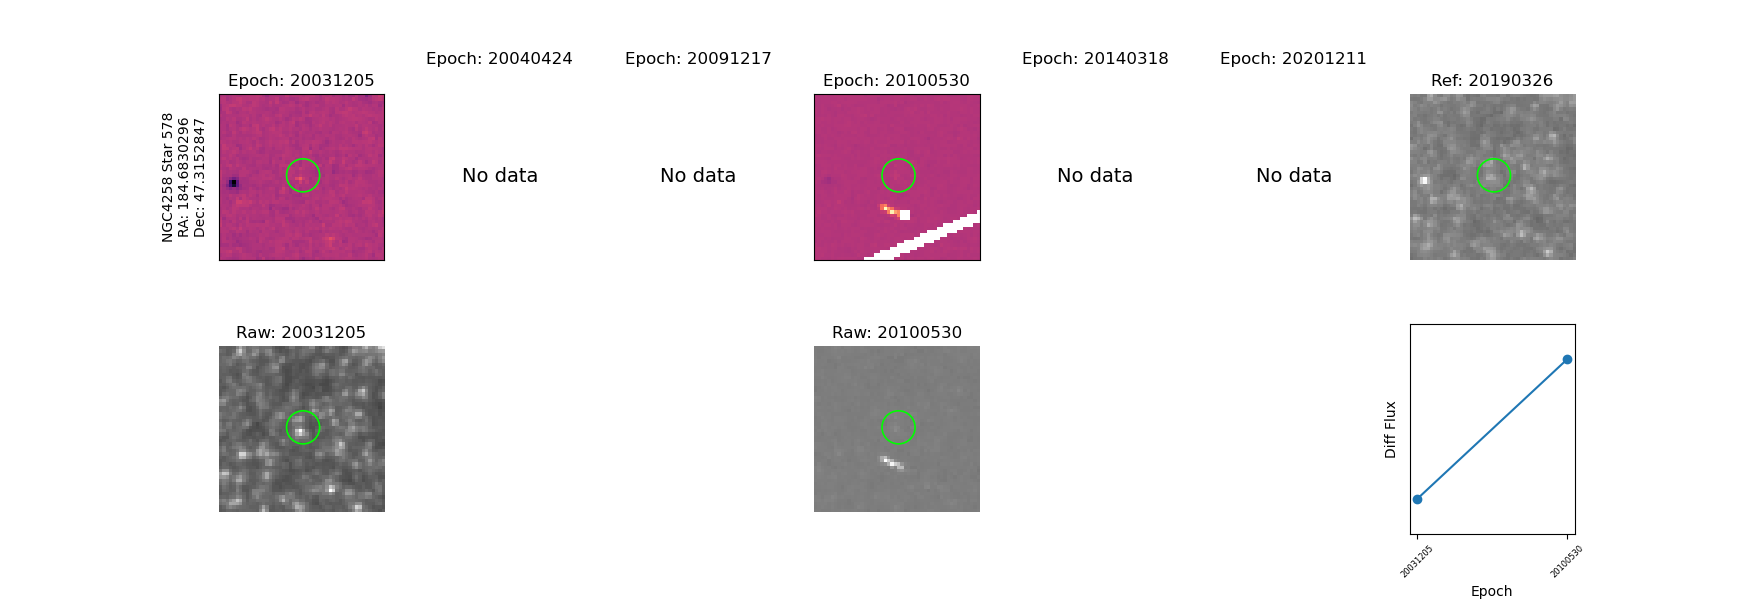 Epoch: 20040424
Epoch: 20091217
Epoch: 20140318
Epoch: 20201211
Epoch: 20031205
Epoch: 20100530
Ref: 20190326
NGC4258 Star 578
RA: 184.6830296
Dec: 47.3152847
No data
No data
No data
No data
Raw: 20031205
Raw: 20100530
Diff Flux
20031205
20100530
Epoch